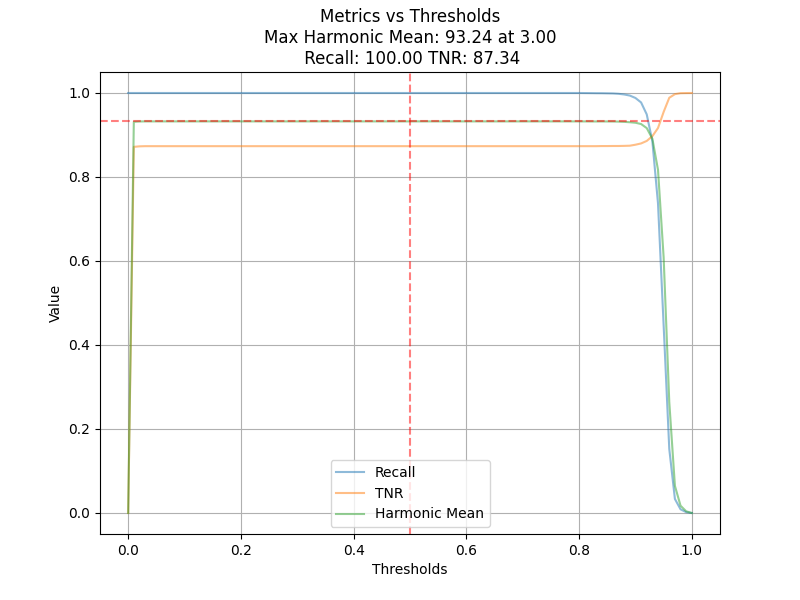 Metrics vs Thresholds
Max Harmonic Mean: 93.24 at 3.00
Recall: 100.00 TNR: 87.34
1.0
0.8
0.6
0.4
0.2
0.0
Value
Recall
TNR
Harmonic Mean
0.0 0.2 0.4 0.6 0.8 1.0
Thresholds